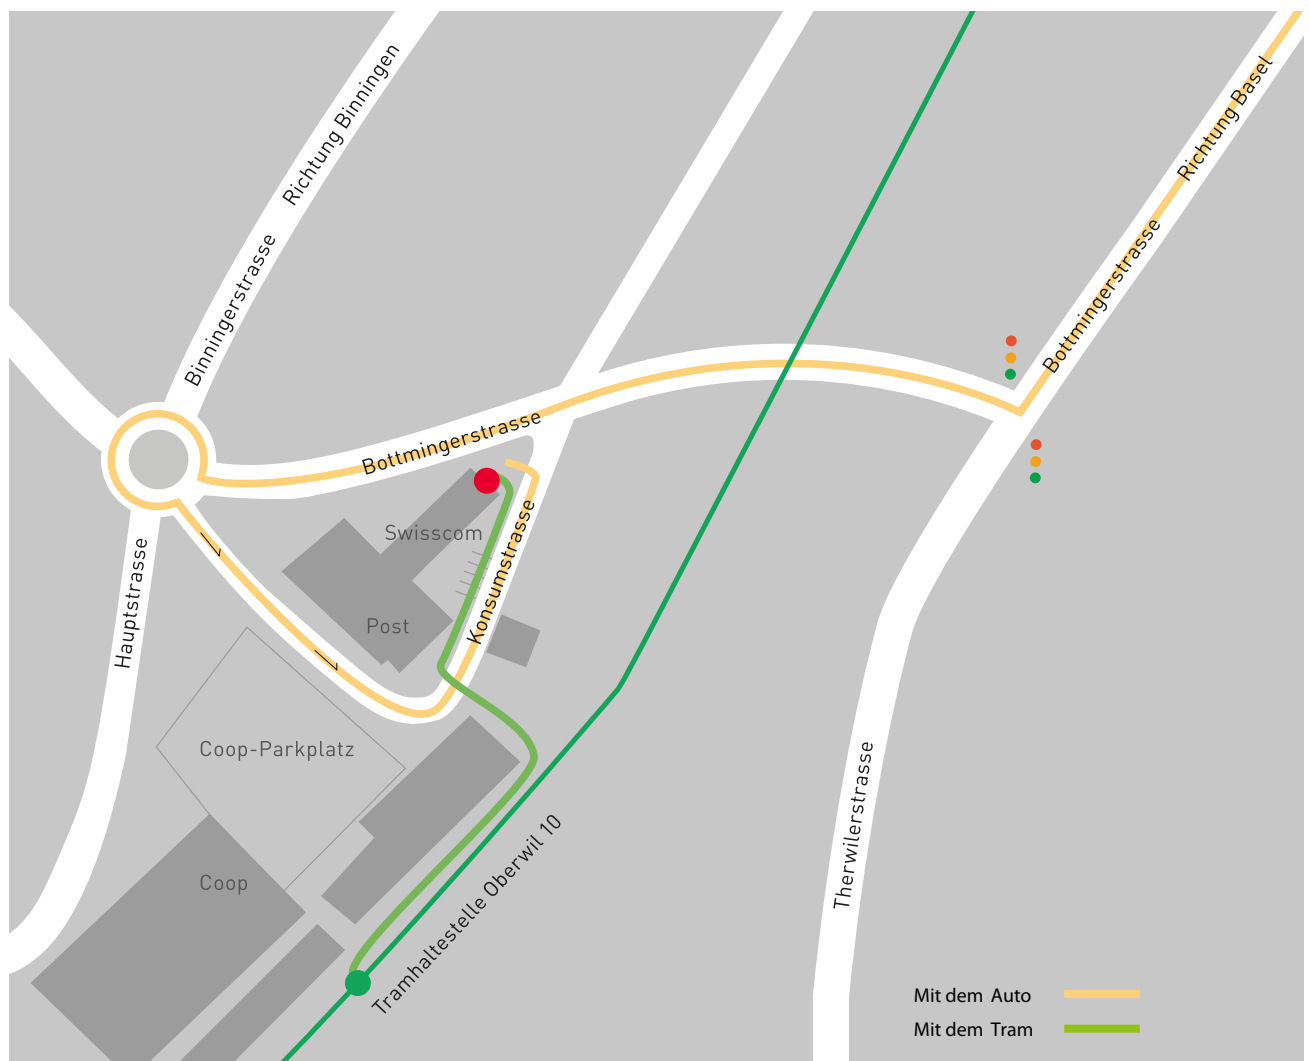 Richtung Binningen
Binningerstrasse
Richtung Basel
Bottmingerstrasse
Bottmingerstrasse
Swisscom
Konsumstrasse
Hauptstrasse
Post
Coop-Parkplatz
Coop
Tramhaltestelle Oberwil 10
Therwilerstrasse
Mit dem Auto
Mit dem Tram